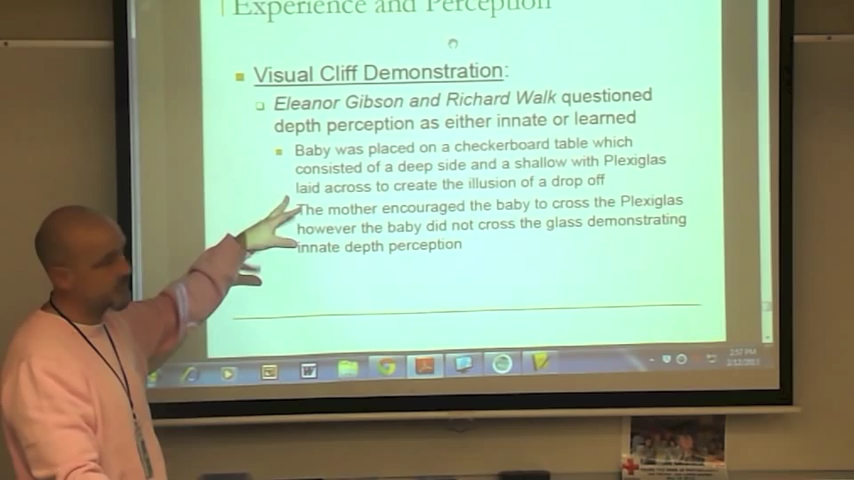 Experience and Perception
Visual Cliff Demonstration:
Eleanor Gibson and Richard Walk questioned
depth perception as either innate or learned
Baby was placed on a checkerboard table which
consisted of a deep side and a shallow with Plexiglas
laid across to create the illusion of a drop off
The mother encouraged the baby to cross the Plexiglas
however the baby did not cross the glass demonstrating
innate depth perception
2:57 PM